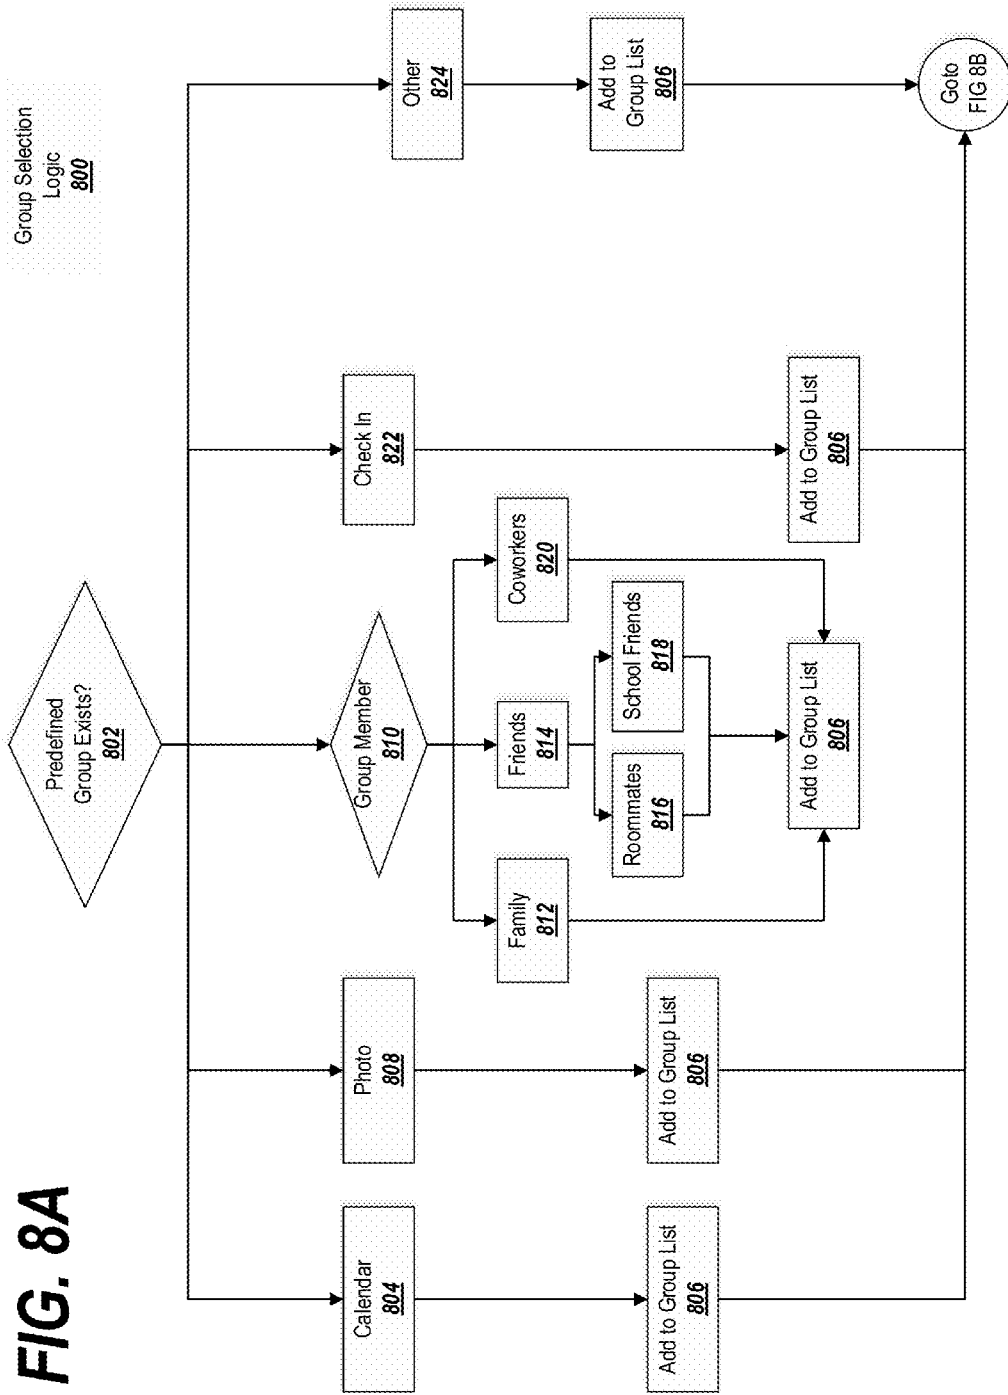 FIG. 8A
Group Selection
Logic
800
Predefined
Group Exists?
802
Calendar
804
Photo
808
Group Member
810
Check In
822
Other
824
Family
812
Friends
814
Coworkers
820
Roommates
816
School Friends
818
Add to Group List
806
Add to Group List
806
Add to Group List
806
Add to Group List
806
Add to
Group List
806
Goto
FIG 8B